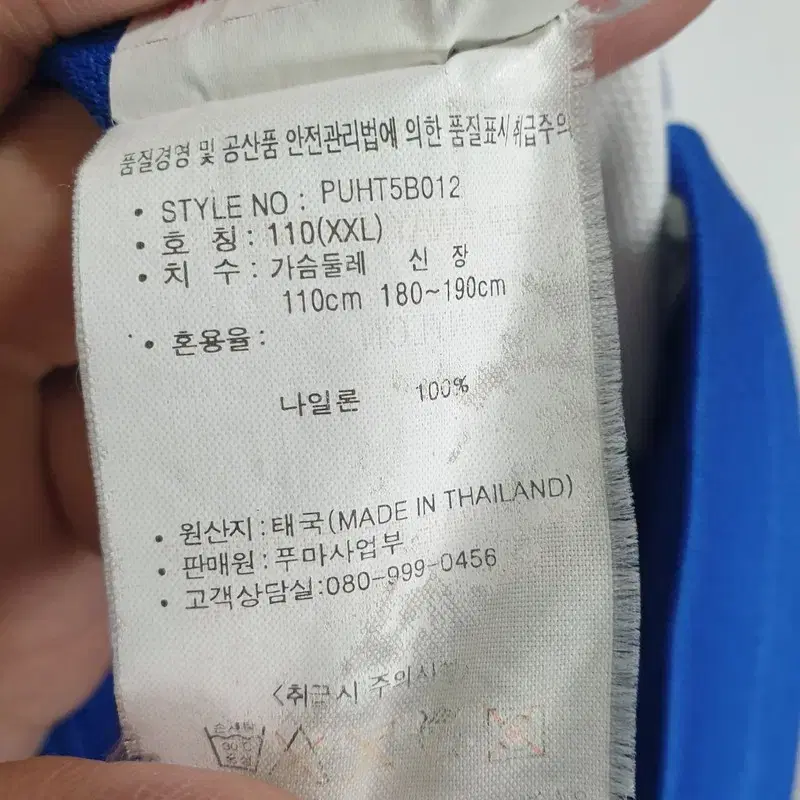 품질경영 및 공산품 안전관리법에 의한 품질표시 취급주의
• STYLE NO : PUHT5B012
• 호 칭 : 110(XXL)
• 치 수 : 가슴둘레 신 장
110cm 180~190cm
• 혼용율 :
나일론 100%
• 원산지 : 태국(MADE IN THAILAND)
• 판매원 : 푸마사업부
• 고객상담실:080-999-0456
<취급시 주의사항>
손세탁